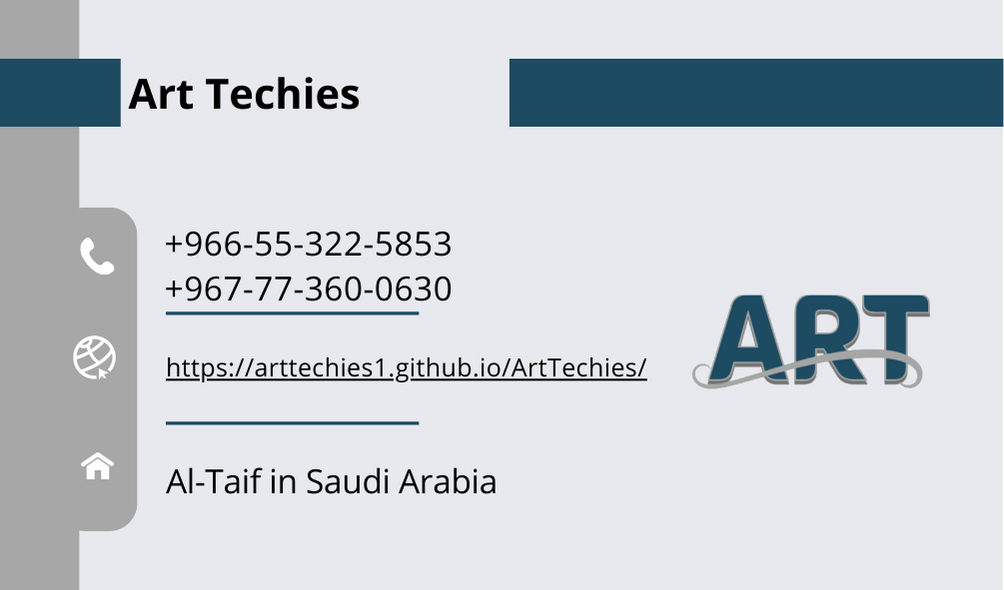 Art Techies
+966-55-322-5853
+967-77-360-0630
https://arttechies1.github.io/ArtTechies/
ART
Al-Taif in Saudi Arabia